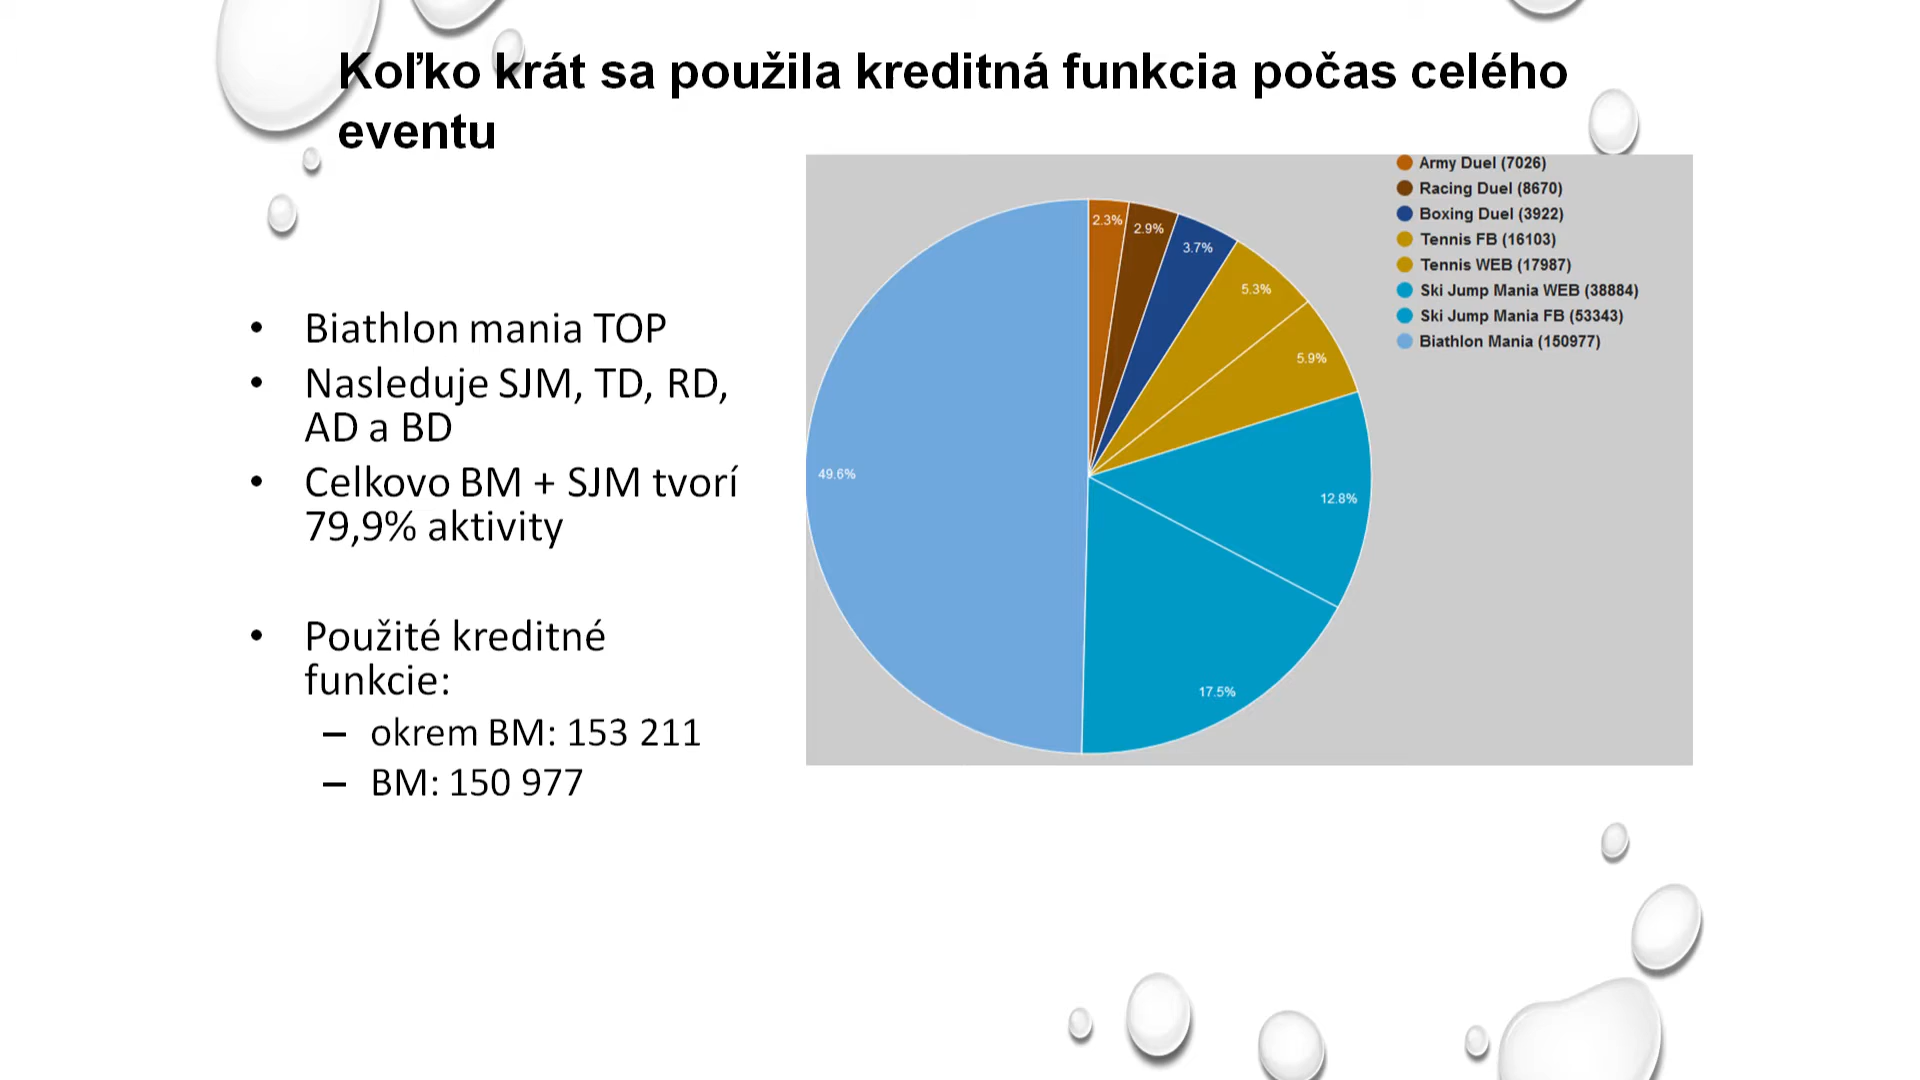 Koľko krát sa použila kreditná funkcia počas celého
eventu
• Biathlon mania TOP
• Nasleduje SJM, TD, RD,
AD a BD
• Celkovo BM + SJM tvorí
79,9% aktivity
• Použité kreditné
funkcie:
– okrem BM: 153 211
– BM: 150 977
Army Duel (7026)
Racing Duel (8670)
Boxing Duel (3922)
Tennis FB (16103)
Tennis WEB (17987)
Ski Jump Mania WEB (38884)
Ski Jump Mania FB (53343)
Biathlon Mania (150977)
2.3%
2.9%
3.7%
5.3%
5.9%
12.8%
17.5%
49.6%